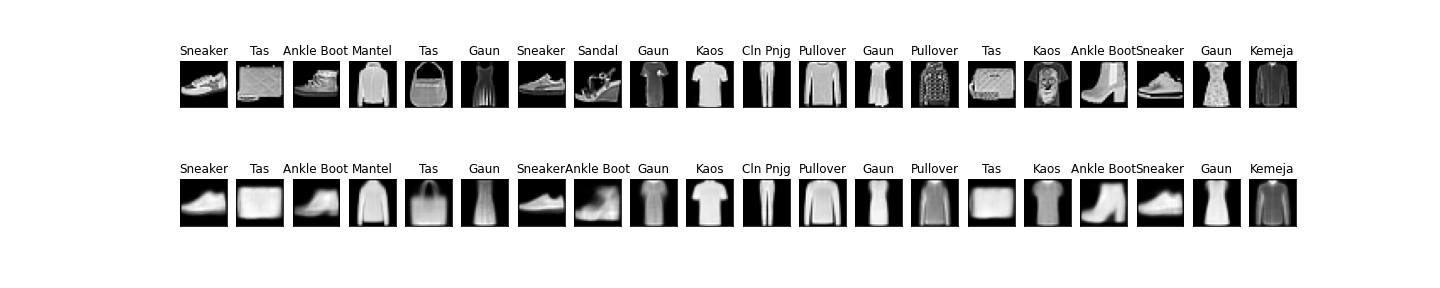 Sneaker Tas Ankle Boot Mantel Tas Gaun Sneaker Sandal Gaun Kaos Cln Pnjg Pullover Gaun Pullover Tas Kaos Ankle Boot Sneaker Gaun Kemeja
Sneaker Tas Ankle Boot Mantel Tas Gaun Sneaker Ankle Boot Gaun Kaos Cln Pnjg Pullover Gaun Pullover Tas Kaos Ankle Boot Sneaker Gaun Kemeja